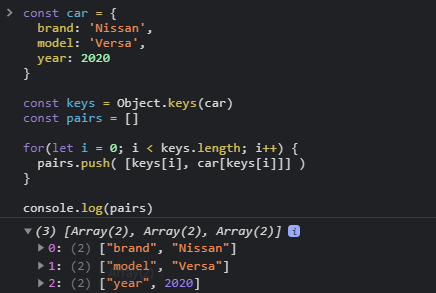 > const car = {
brand: 'Nissan',
model: 'Versa',
year: 2020
}
const keys = Object.keys(car)
const pairs = []
for(let i = 0; i < keys.length; i++) {
pairs.push( [keys[i], car[keys[i]]] )
}
console.log(pairs)
▼ (3) [Array(2), Array(2), Array(2)] i
▶ 0: (2) ["brand", "Nissan"]
▶ 1: (2) ["model", "Versa"]
▶ 2: (2) ["year", 2020]